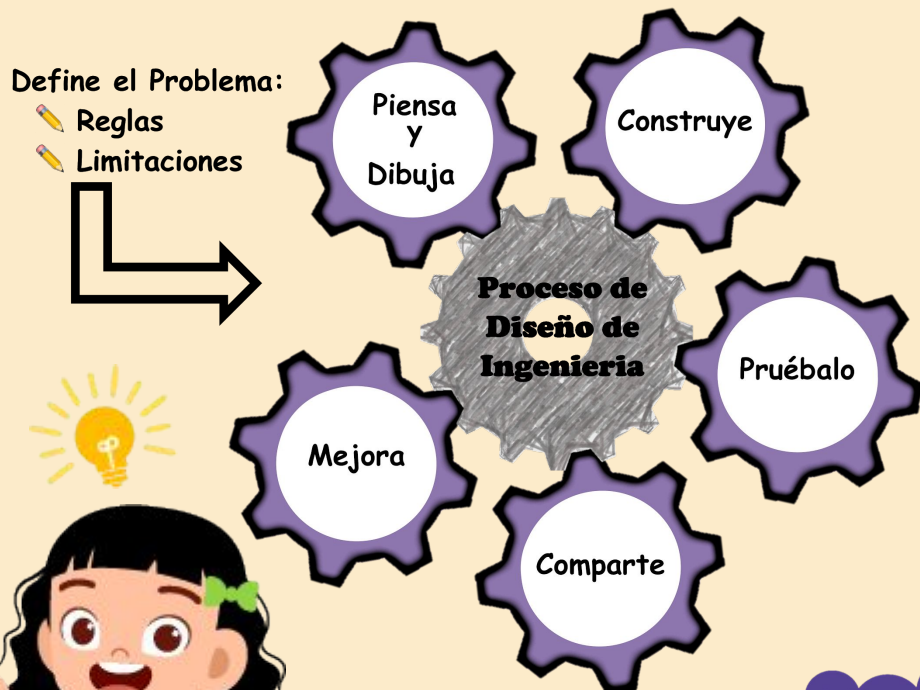 Define el Problema:
Reglas
Limitaciones
Piensa
Y
Dibuja
Construye
Proceso de
Diseño de
Ingenieria
Pruébalo
Mejora
Comparte